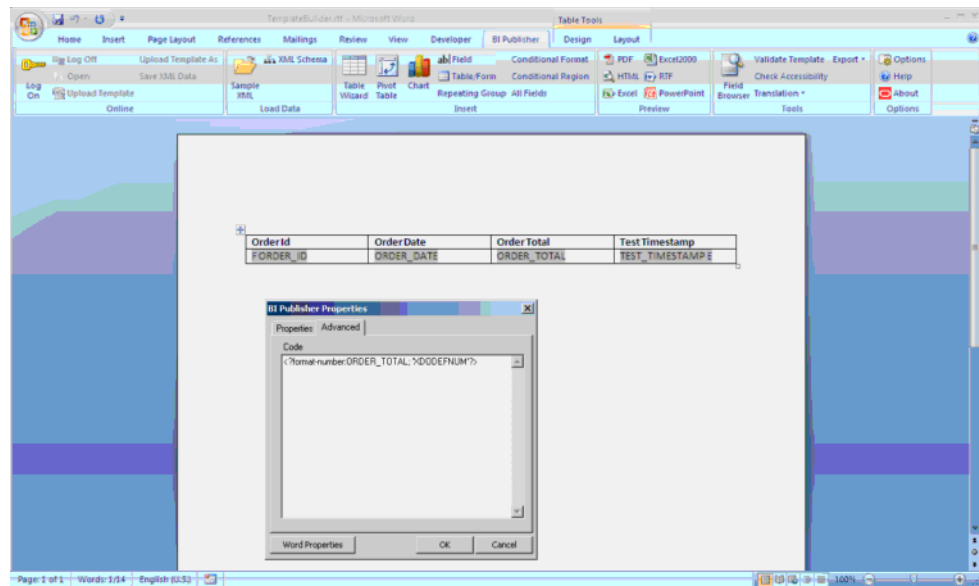 TemplateBuilder.rtf - Microsoft Word Table Tools
Home Insert Page Layout References Mailings Review View Developer BI Publisher Design Layout
Log On
Log Off
Open
Upload Template
Upload Template As
Save XML Data
Online
Sample XML
XML Schema
Load Data
Table Wizard
Pivot Table
Chart
Field
Table/Form
Repeating Group
Conditional Format
Conditional Region
All Fields
Insert
PDF
HTML
Excel
Excel2000
RTF
PowerPoint
Preview
Field Browser
Validate Template
Check Accessibility
Translation
Export
Tools
Options
Help
About
Options
Order Id Order Date Order Total Test Timestamp
FORDER_ID ORDER_DATE ORDER_TOTAL TEST_TIMESTAMP E
BI Publisher Properties
Properties Advanced
Code
<?format-number:ORDER_TOTAL; 'XDODEFNUM'?>
Word Properties OK Cancel
Page: 1 of 1 Words: 1/14 English (U.S.) 100%